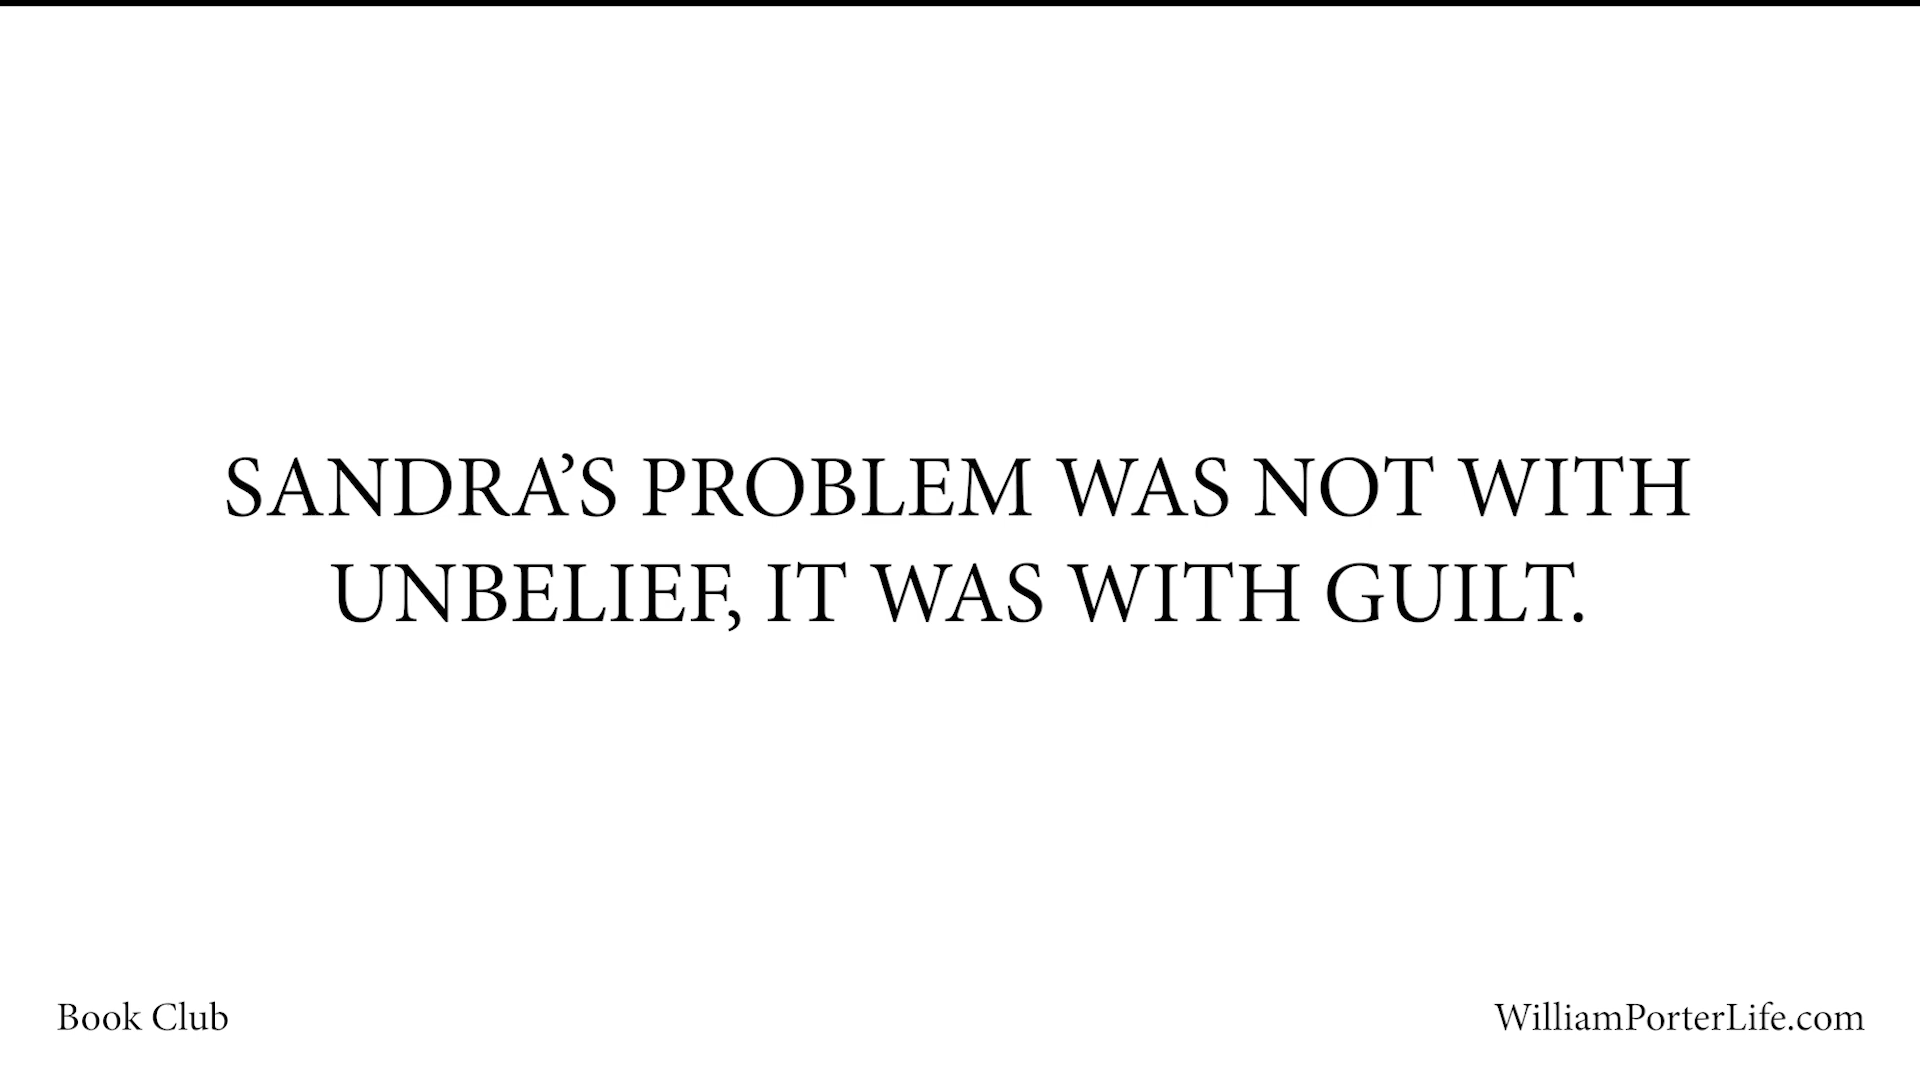 SANDRA’S PROBLEM WAS NOT WITH
UNBELIEF, IT WAS WITH GUILT.
Book Club
WilliamPorterLife.com